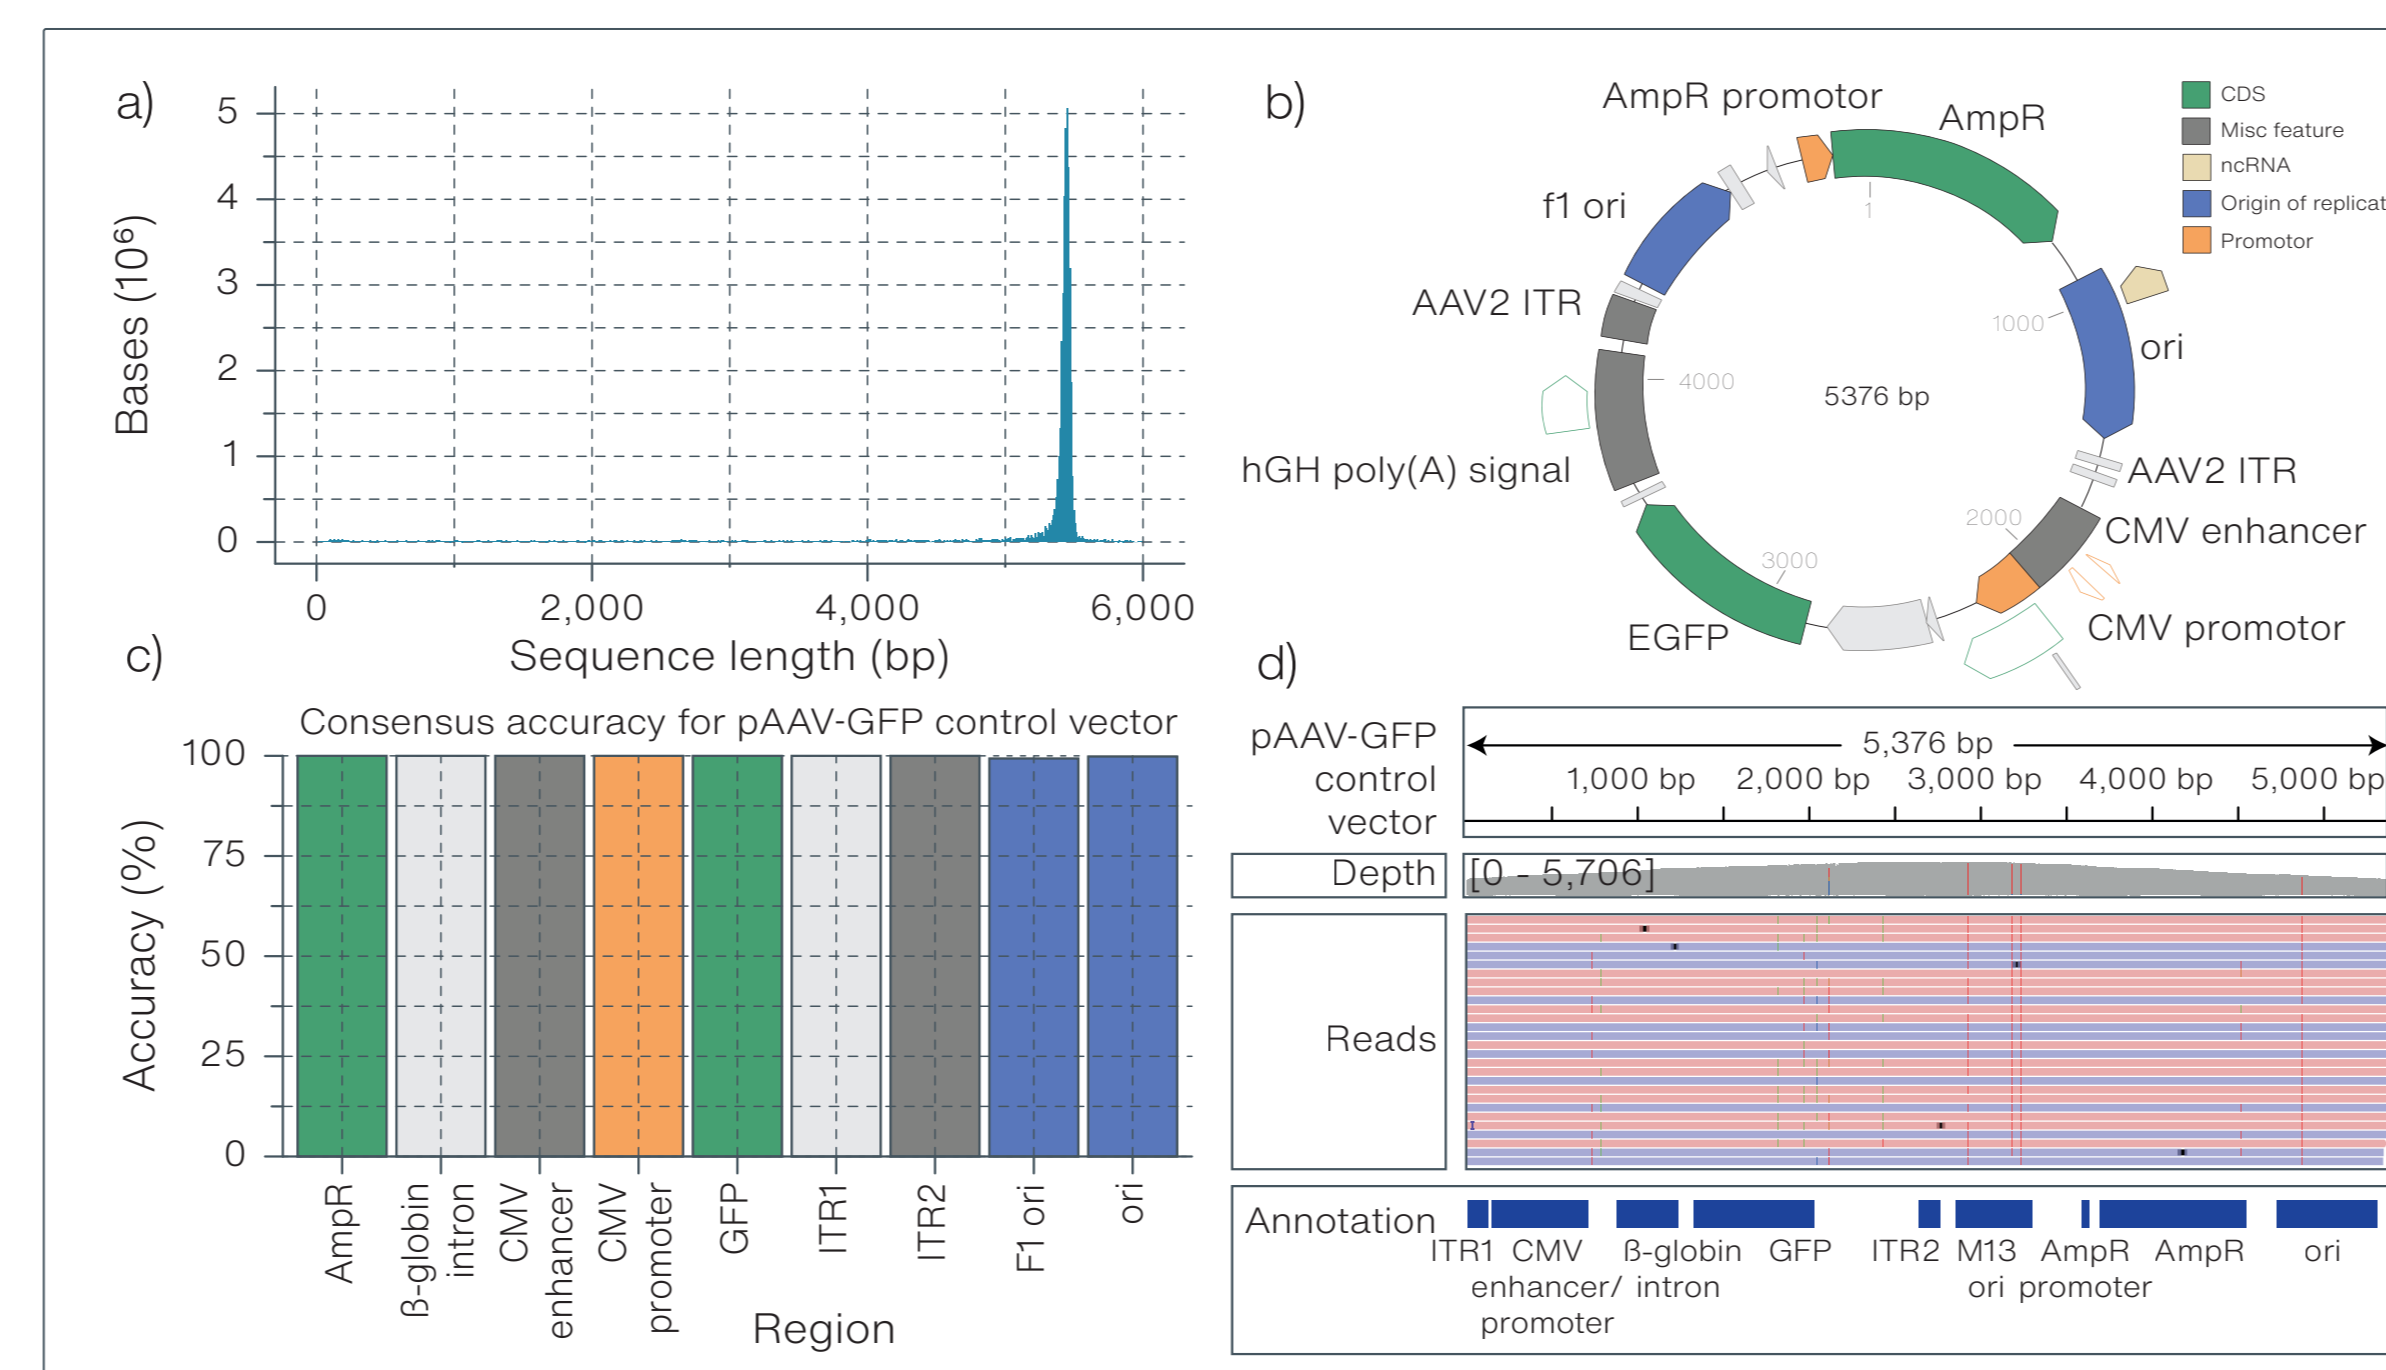 a)
5
4
3
2
1
0
Bases (10⁶)
0
2,000
4,000
6,000
Sequence length (bp)
b)
AmpR promotor
AmpR
f1 ori
AAV2 ITR
hGH poly(A) signal
EGFP
ori
AAV2 ITR
CMV enhancer
CMV promotor
1
1000
2000
3000
4000
5376 bp
CDS
Misc feature
ncRNA
Origin of replicat
Promotor
c)
Consensus accuracy for pAAV-GFP control vector
100
75
50
25
0
Accuracy (%)
AmpR
ß-globin
intron
CMV
enhancer
CMV
promoter
GFP
ITR1
ITR2
F1 ori
ori
Region
d)
pAAV-GFP
control
vector
5,376 bp
1,000 bp
2,000 bp
3,000 bp
4,000 bp
5,000 bp
Depth
[0 - 5,706]
Reads
Annotation
ITR1
CMV
enhancer/
promoter
ß-globin
intron
GFP
ITR2
M13
ori
AmpR
promoter
AmpR
ori